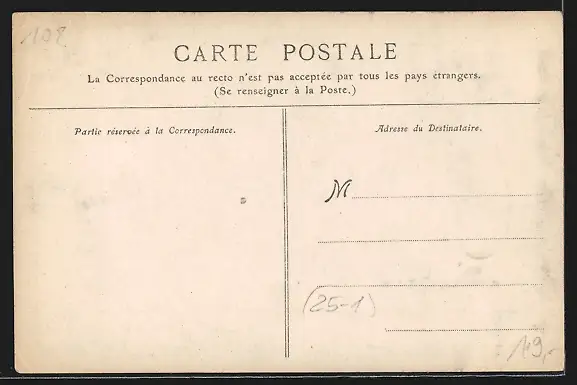 108
CARTE POSTALE
La Correspondance au recto n'est pas acceptée par tous les pays étrangers.
(Se renseigner à la Poste.)
Partie réservée à la Correspondance.
Adresse du Destinataire.
M
(25-1)